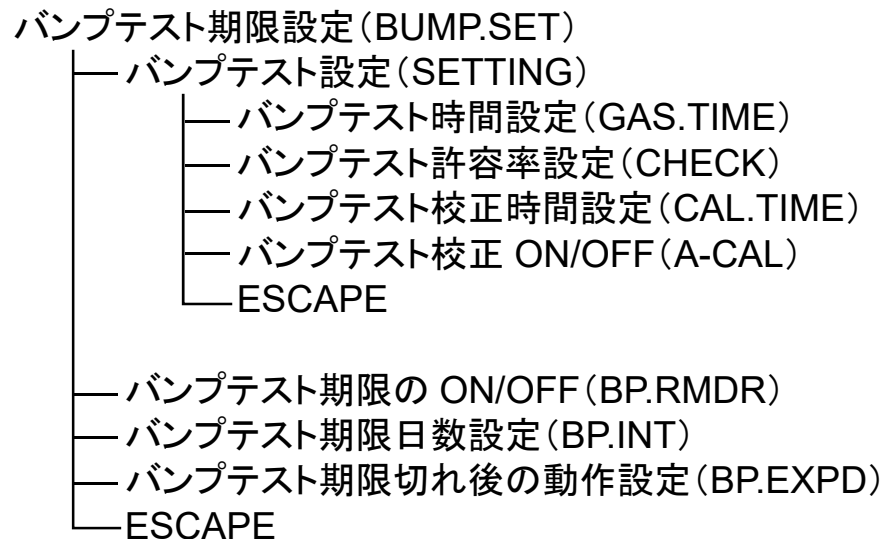 バンプテスト期限設定（BUMP.SET）
バンプテスト設定（SETTING）
バンプテスト時間設定（GAS.TIME）
バンプテスト許容率設定（CHECK）
バンプテスト校正時間設定（CAL.TIME）
バンプテスト校正 ON/OFF（A-CAL）
ESCAPE
バンプテスト期限の ON/OFF（BP.RMDR）
バンプテスト期限日数設定（BP.INT）
バンプテスト期限切れ後の動作設定（BP.EXPD）
ESCAPE